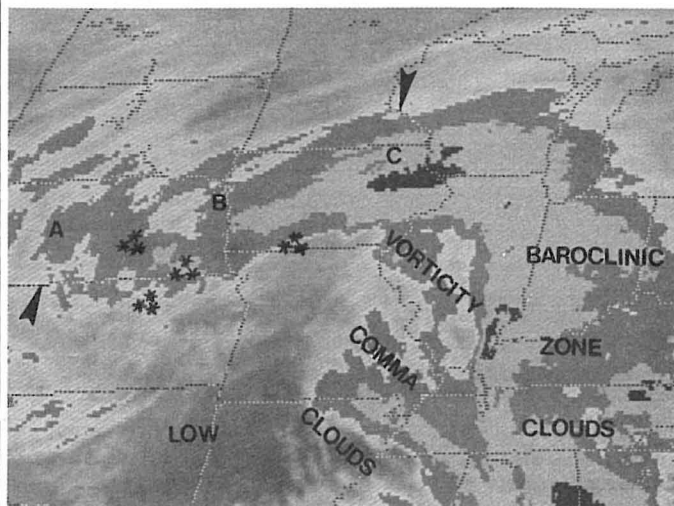 C
B
A
VORTICITY
BAROCLINIC
COMMA
ZONE
LOW
CLOUDS
CLOUDS